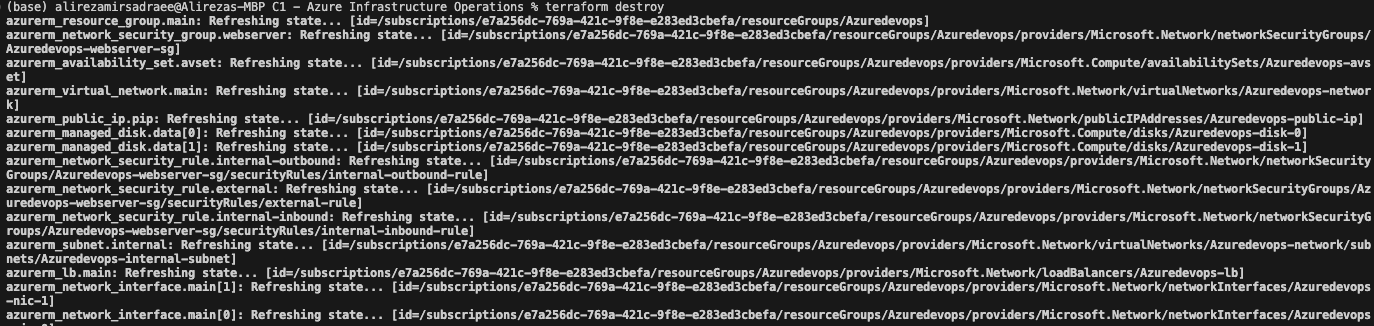 (base) alirezamirsadraee@Alirezas-MBP C1 - Azure Infrastructure Operations % terraform destroy
azurerm_resource_group.main: Refreshing state... [id=/subscriptions/e7a256dc-769a-421c-9f8e-e283ed3cbefa/resourceGroups/Azuredevops]
azurerm_network_security_group.webserver: Refreshing state... [id=/subscriptions/e7a256dc-769a-421c-9f8e-e283ed3cbefa/resourceGroups/Azuredevops/providers/Microsoft.Network/networkSecurityGroups/
Azuredevops-webserver-sg]
azurerm_availability_set.avset: Refreshing state... [id=/subscriptions/e7a256dc-769a-421c-9f8e-e283ed3cbefa/resourceGroups/Azuredevops/providers/Microsoft.Compute/availabilitySets/Azuredevops-avs
et]
azurerm_virtual_network.main: Refreshing state... [id=/subscriptions/e7a256dc-769a-421c-9f8e-e283ed3cbefa/resourceGroups/Azuredevops/providers/Microsoft.Network/virtualNetworks/Azuredevops-networ
k]
azurerm_public_ip.pip: Refreshing state... [id=/subscriptions/e7a256dc-769a-421c-9f8e-e283ed3cbefa/resourceGroups/Azuredevops/providers/Microsoft.Network/publicIPAddresses/Azuredevops-public-ip]
azurerm_managed_disk.data[0]: Refreshing state... [id=/subscriptions/e7a256dc-769a-421c-9f8e-e283ed3cbefa/resourceGroups/Azuredevops/providers/Microsoft.Compute/disks/Azuredevops-disk-0]
azurerm_managed_disk.data[1]: Refreshing state... [id=/subscriptions/e7a256dc-769a-421c-9f8e-e283ed3cbefa/resourceGroups/Azuredevops/providers/Microsoft.Compute/disks/Azuredevops-disk-1]
azurerm_network_security_rule.internal-outbound: Refreshing state... [id=/subscriptions/e7a256dc-769a-421c-9f8e-e283ed3cbefa/resourceGroups/Azuredevops/providers/Microsoft.Network/networkSecurity
Groups/Azuredevops-webserver-sg/securityRules/internal-outbound-rule]
azurerm_network_security_rule.external: Refreshing state... [id=/subscriptions/e7a256dc-769a-421c-9f8e-e283ed3cbefa/resourceGroups/Azuredevops/providers/Microsoft.Network/networkSecurityGroups/Az
uredevops-webserver-sg/securityRules/external-rule]
azurerm_network_security_rule.internal-inbound: Refreshing state... [id=/subscriptions/e7a256dc-769a-421c-9f8e-e283ed3cbefa/resourceGroups/Azuredevops/providers/Microsoft.Network/networkSecurityG
roups/Azuredevops-webserver-sg/securityRules/internal-inbound-rule]
azurerm_subnet.internal: Refreshing state... [id=/subscriptions/e7a256dc-769a-421c-9f8e-e283ed3cbefa/resourceGroups/Azuredevops/providers/Microsoft.Network/virtualNetworks/Azuredevops-network/sub
nets/Azuredevops-internal-subnet]
azurerm_lb.main: Refreshing state... [id=/subscriptions/e7a256dc-769a-421c-9f8e-e283ed3cbefa/resourceGroups/Azuredevops/providers/Microsoft.Network/loadBalancers/Azuredevops-lb]
azurerm_network_interface.main[1]: Refreshing state... [id=/subscriptions/e7a256dc-769a-421c-9f8e-e283ed3cbefa/resourceGroups/Azuredevops/providers/Microsoft.Network/networkInterfaces/Azuredevops
-nic-1]
azurerm_network_interface.main[0]: Refreshing state... [id=/subscriptions/e7a256dc-769a-421c-9f8e-e283ed3cbefa/resourceGroups/Azuredevops/providers/Microsoft.Network/networkInterfaces/Azuredevops